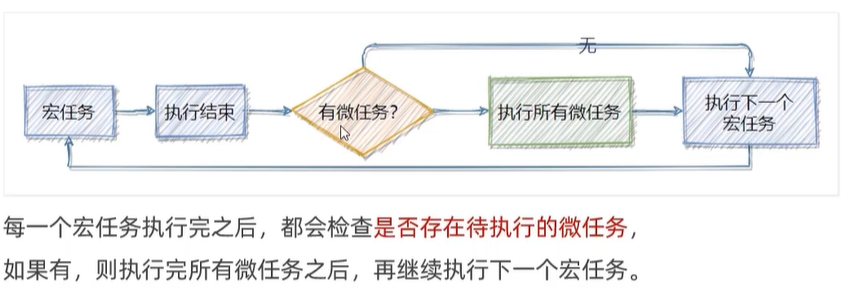 无
宏任务
执行结束
有微任务？
执行所有微任务
执行下一个
宏任务
每一个宏任务执行完之后，都会检查是否存在待执行的微任务，
如果有，则执行完所有微任务之后，再继续执行下一个宏任务。